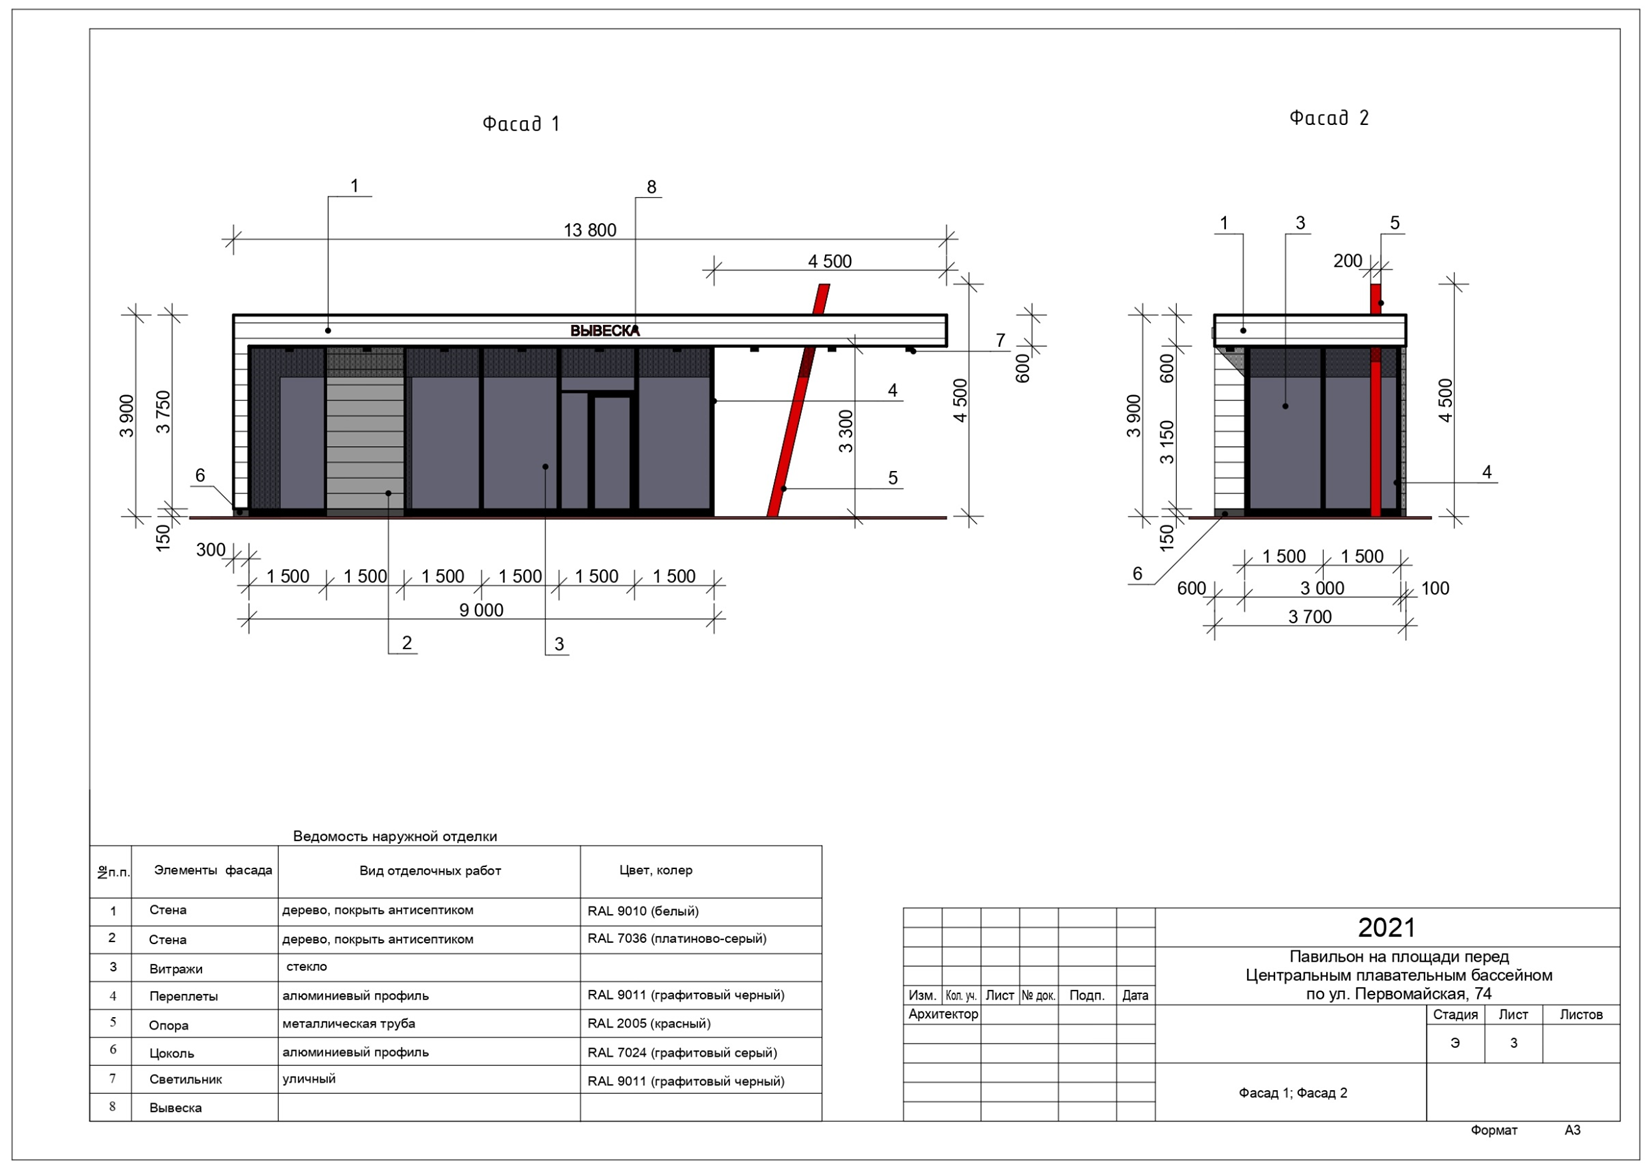 Фасад 1
Фасад 2
1
8
13 800
4 500
ВЫВЕСКА
7
600
4
4 500
3 300
5
3 900
3 750
6
150
300
1 500
1 500
1 500
1 500
1 500
1 500
9 000
2
3
1
3
5
200
3 900
600
3 150
150
4 500
4
6
1 500
1 500
600
3 000
100
3 700
Ведомость наружной отделки
№п.п. Элементы фасада Вид отделочных работ Цвет, колер
1 Стена дерево, покрыть антисептиком RAL 9010 (белый)
2 Стена дерево, покрыть антисептиком RAL 7036 (платиново-серый)
3 Витражи стекло
4 Переплеты алюминиевый профиль RAL 9011 (графитовый черный)
5 Опора металлическая труба RAL 2005 (красный)
6 Цоколь алюминиевый профиль RAL 7024 (графитовый серый)
7 Светильник уличный RAL 9011 (графитовый черный)
8 Вывеска
2021
Павильон на площади перед
Центральным плавательным бассейном
по ул. Первомайская, 74
Изм. Кол. уч. Лист № док. Подп. Дата
Архитектор
Стадия Лист Листов
Э 3
Фасад 1; Фасад 2
Формат А3